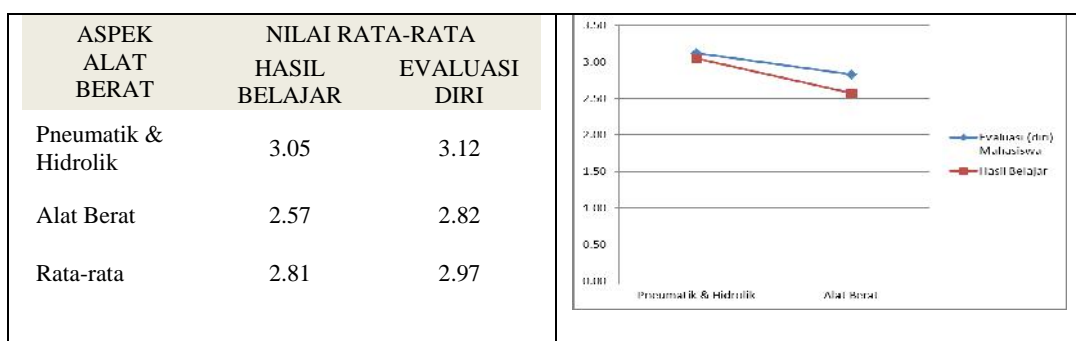 ASPEK
ALAT
BERAT
NILAI RATA-RATA
HASIL
BELAJAR
EVALUASI
DIRI
Pneumatik &
Hidrolik
3.05
3.12
Alat Berat
2.57
2.82
Rata-rata
2.81
2.97
3.50
3.00
2.50
2.00
1.50
1.00
0.50
0.00
Pneumatik & Hidrolik
Alat Berat
Evaluasi (diri)
Mahasiswa
Hasil Belajar